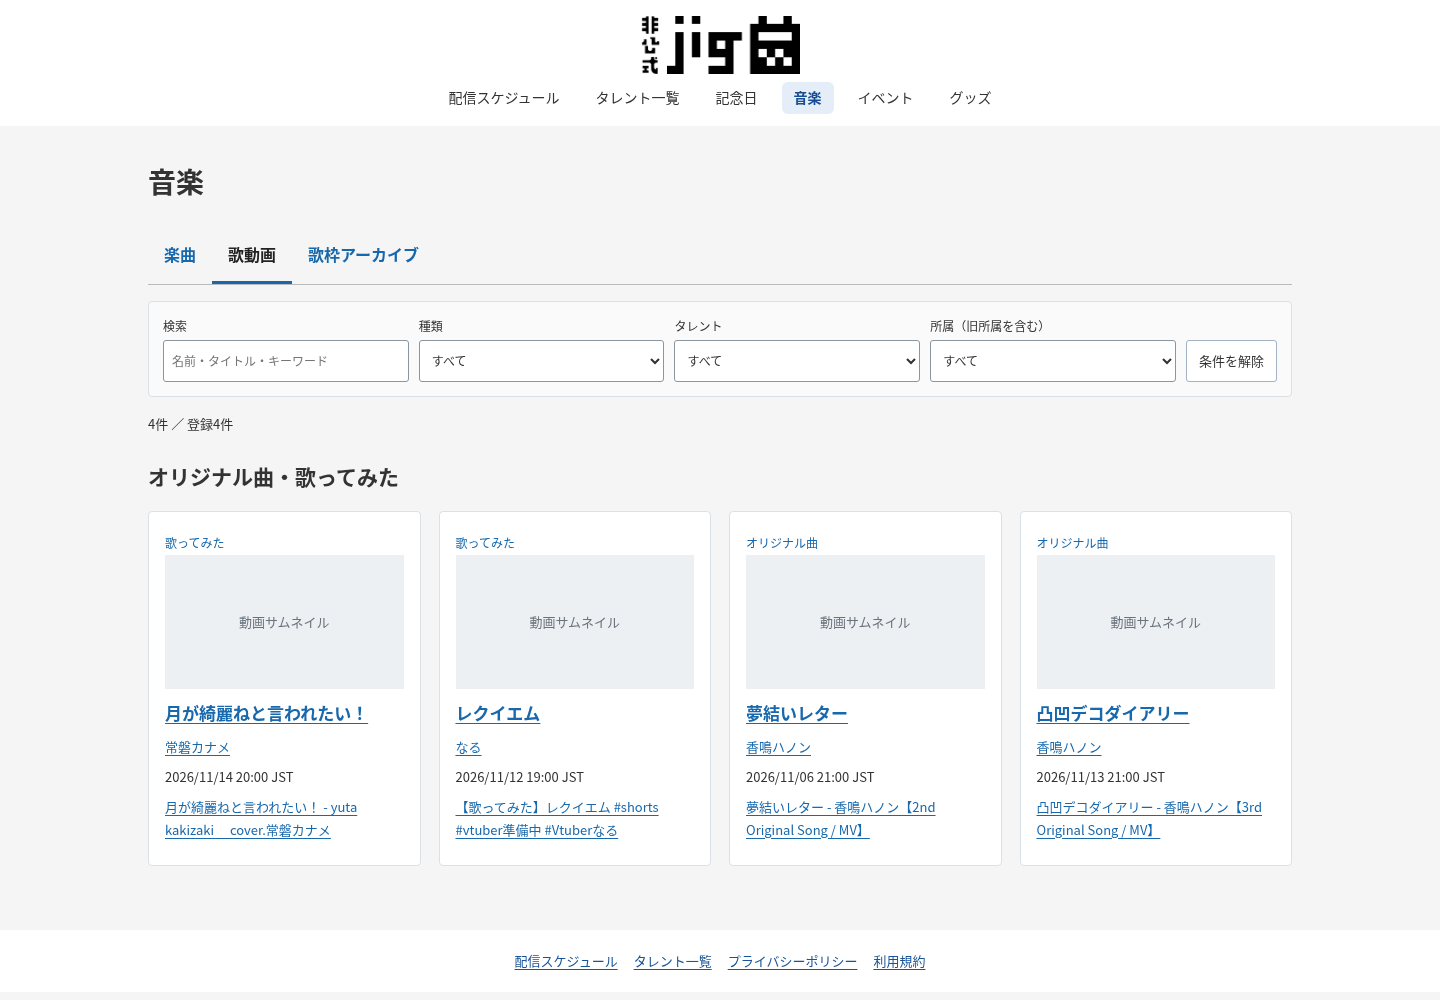 非公式 jig曲
配信スケジュール タレント一覧 記念日 音楽 イベント グッズ
音楽
楽曲 歌動画 歌枠アーカイブ
検索 種類 タレント 所属（旧所属を含む）
名前・タイトル・キーワード すべて すべて すべて 条件を解除
4件 ／ 登録4件
オリジナル曲・歌ってみた
歌ってみた
動画サムネイル
月が綺麗ねと言われたい！
常磐カナメ
2026/11/14 20:00 JST
月が綺麗ねと言われたい！ - yuta
kakizaki　cover.常磐カナメ
歌ってみた
動画サムネイル
レクイエム
なる
2026/11/12 19:00 JST
【歌ってみた】レクイエム #shorts
#vtuber準備中 #Vtuberなる
オリジナル曲
動画サムネイル
夢結いレター
香鳴ハノン
2026/11/06 21:00 JST
夢結いレター - 香鳴ハノン【2nd
Original Song / MV】
オリジナル曲
動画サムネイル
凸凹デコダイアリー
香鳴ハノン
2026/11/13 21:00 JST
凸凹デコダイアリー - 香鳴ハノン【3rd
Original Song / MV】
配信スケジュール タレント一覧 プライバシーポリシー 利用規約